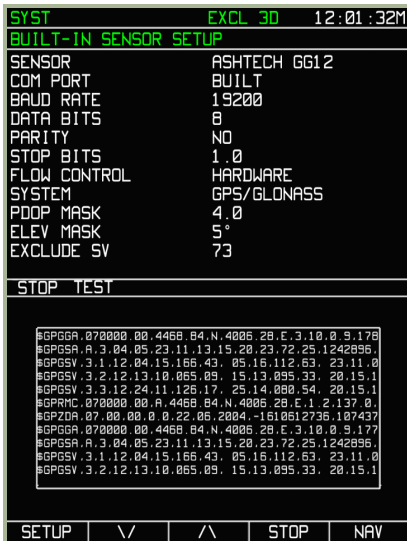 SYST EXCL 3D 12:01:32M
BUILT-IN SENSOR SETUP
SENSOR ASHTECH GG12
COM PORT BUILT
BAUD RATE 19200
DATA BITS 8
PARITY NO
STOP BITS 1.0
FLOW CONTROL HARDWARE
SYSTEM GPS/GLONASS
PDOP MASK 4.0
ELEV MASK 5°
EXCLUDE SV 73
STOP TEST
$GPGGA.070000.00.4468.84.N.4006.28.E.3.10.0.9.178
$GPGSA.A.3.04.05.23.11.13.15.20.23.72.25.1242896.
$GPGSV.3.1.12.04.15.166.43. 05.16.112.63. 23.11.0
$GPGSV.3.2.12.13.10.065.09. 15.13.095.33. 20.15.1
$GPGSV.3.3.12.24.11.126.17. 25.14.080.54. 20.15.1
$GPRMC.070000.00.A.4468.84.N.4006.28.E.1.2.137.0.
$GPZDA.07.00.00.0.0.22.06.2004.-1610612736.107437
$GPGGA.070000.00.4468.84.N.4006.28.E.3.10.0.9.177
$GPGSA.A.3.04.05.23.11.13.15.20.23.72.25.1242896.
$GPGSV.3.1.12.04.15.166.43. 05.16.112.63. 23.11.0
$GPGSV.3.2.12.13.10.065.09. 15.13.095.33. 20.15.1
SETUP \/ /\ STOP NAV